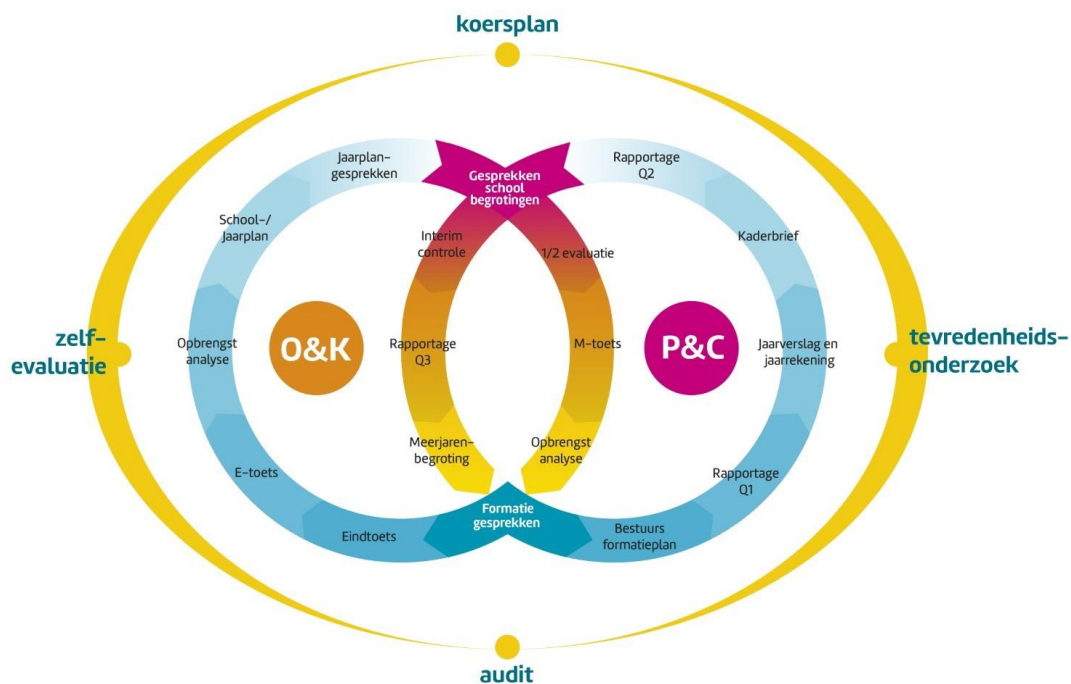 koersplan
Jaarplan-
gesprekken
Gesprekken
school
begrotingen
Rapportage
Q2
School-/
Jaarplan
Interim
controle
1/2 evaluatie
Kaderbrief
zelf-
evaluatie
Opbrengst
analyse
O&K
Rapportage
Q3
M-toets
P&C
Jaarverslag en
jaarrekening
tevredenheids-
onderzoek
Meerjaren-
begroting
Opbrengst
analyse
E-toets
Rapportage
Q1
Eindtoets
Formatie
gesprekken
Bestuurs
formatieplan
audit